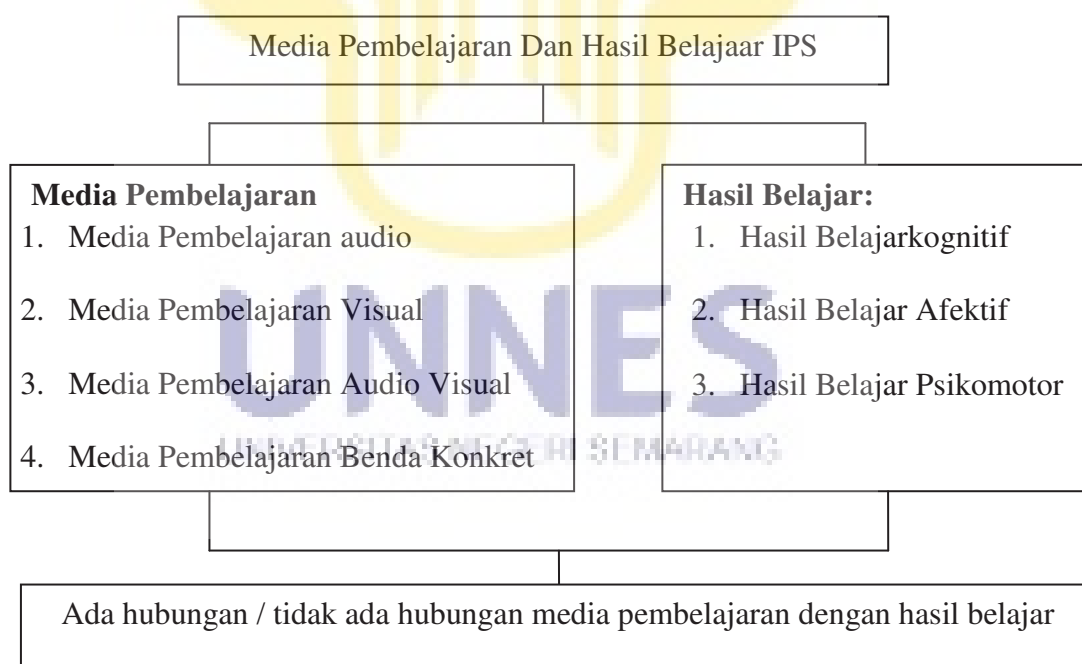 Media Pembelajaran Dan Hasil Belajaar IPS
Media Pembelajaran
1. Media Pembelajaran audio
2. Media Pembelajaran Visual
3. Media Pembelajaran Audio Visual
4. Media Pembelajaran Benda Konkret
Hasil Belajar:
1. Hasil Belajarkognitif
2. Hasil Belajar Afektif
3. Hasil Belajar Psikomotor
UNNES
UNIVERSITAS NEGERI SEMARANG
Ada hubungan / tidak ada hubungan media pembelajaran dengan hasil belajar